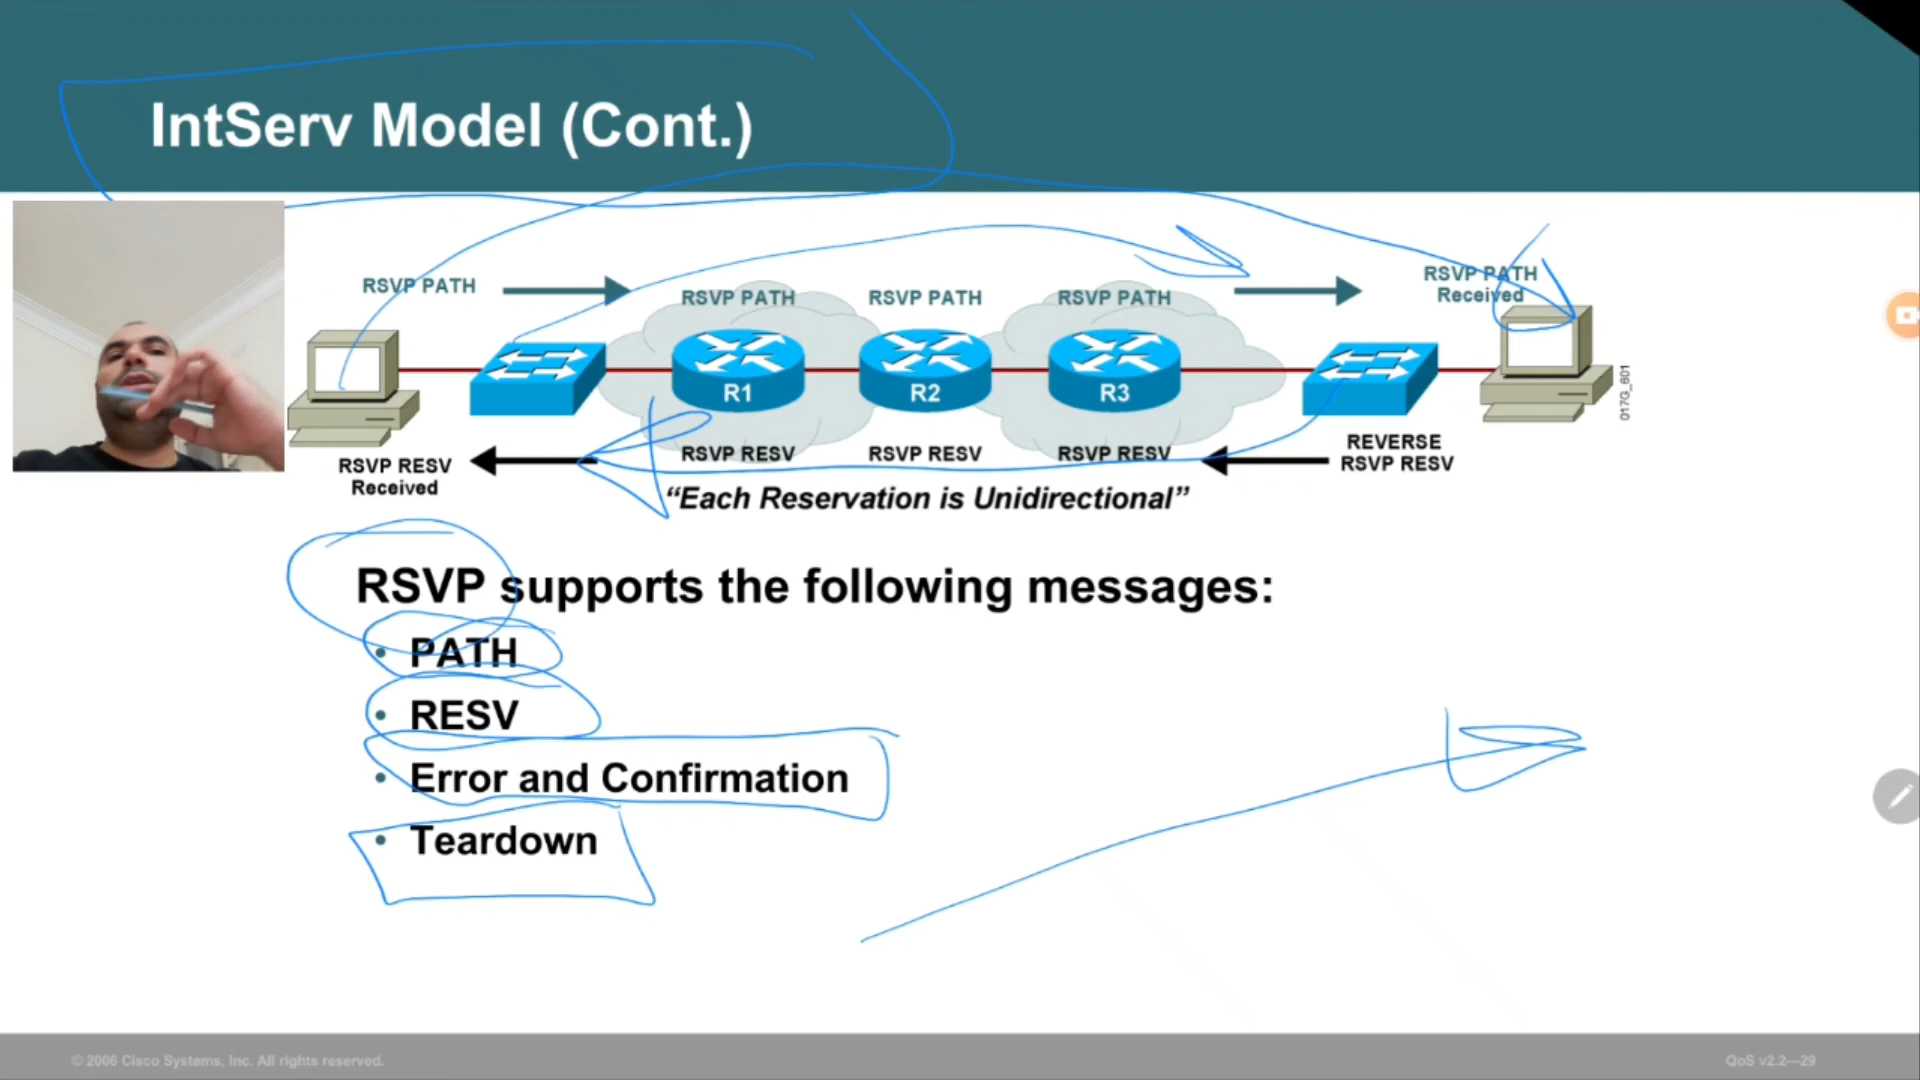 IntServ Model (Cont.)
RSVP PATH
RSVP PATH
RSVP PATH
RSVP PATH
RSVP PATH
Received
R1
R2
R3
017G_601
RSVP RESV
Received
RSVP RESV
RSVP RESV
RSVP RESV
REVERSE
RSVP RESV
“Each Reservation is Unidirectional”
RSVP supports the following messages:
• PATH
• RESV
• Error and Confirmation
• Teardown
© 2006 Cisco Systems, Inc. All rights reserved.
QoS v2.2—29